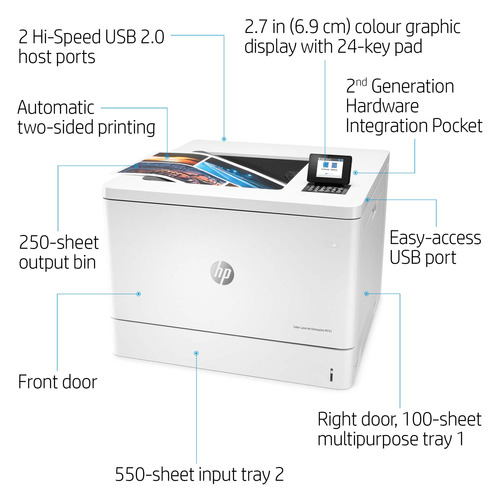 2 Hi-Speed USB 2.0
host ports
2.7 in (6.9 cm) colour graphic
display with 24-key pad
2nd Generation
Hardware
Integration Pocket
Automatic
two-sided printing
250-sheet
output bin
Easy-access
USB port
hp
Front door
Right door, 100-sheet
multipurpose tray 1
550-sheet input tray 2